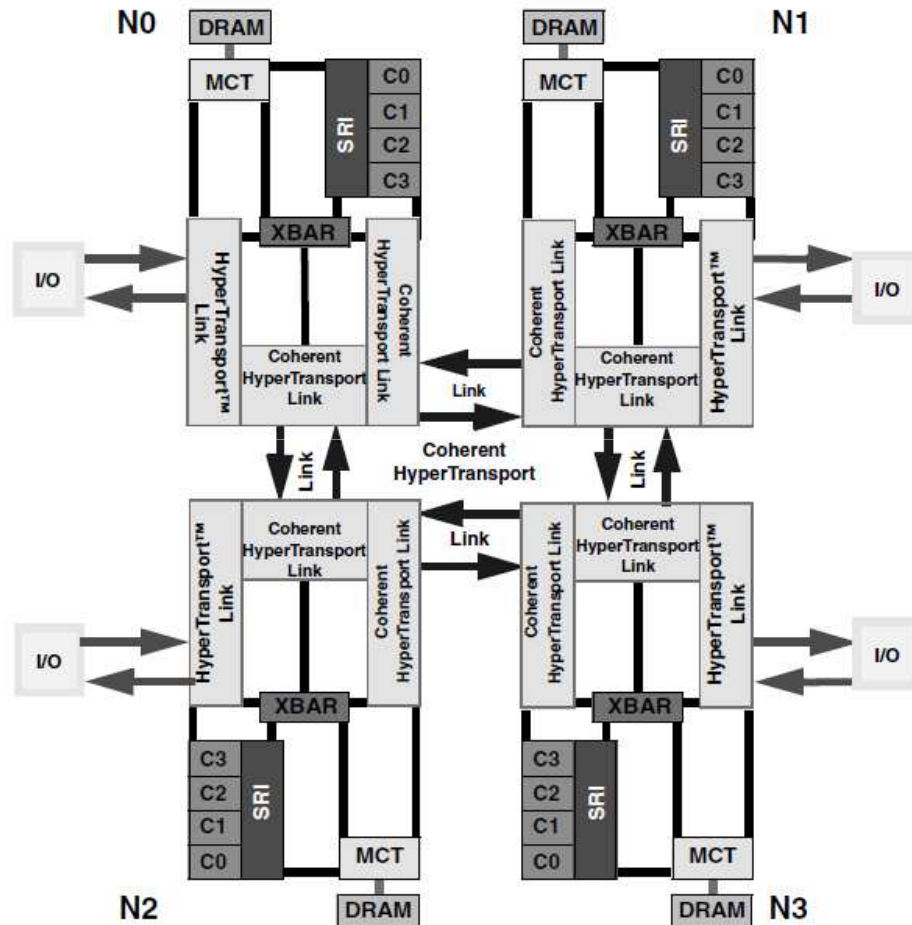 N0
DRAM
MCT
SRI
C0
C1
C2
C3
XBAR
I/O
HyperTransport™
Link
Coherent
HyperTransport Link
Coherent
HyperTransport
Link
N1
DRAM
MCT
SRI
C0
C1
C2
C3
XBAR
I/O
Coherent
HyperTransport Link
Coherent
HyperTransport
Link
HyperTransport™
Link
Link
Link
Coherent
HyperTransport
Link
Link
HyperTransport™
Link
Coherent
HyperTransport
Link
Coherent
HyperTransport Link
I/O
XBAR
C3
C2
C1
C0
SRI
MCT
DRAM
N2
Coherent
HyperTransport Link
Coherent
HyperTransport
Link
HyperTransport™
Link
I/O
XBAR
C3
C2
C1
C0
SRI
MCT
DRAM
N3